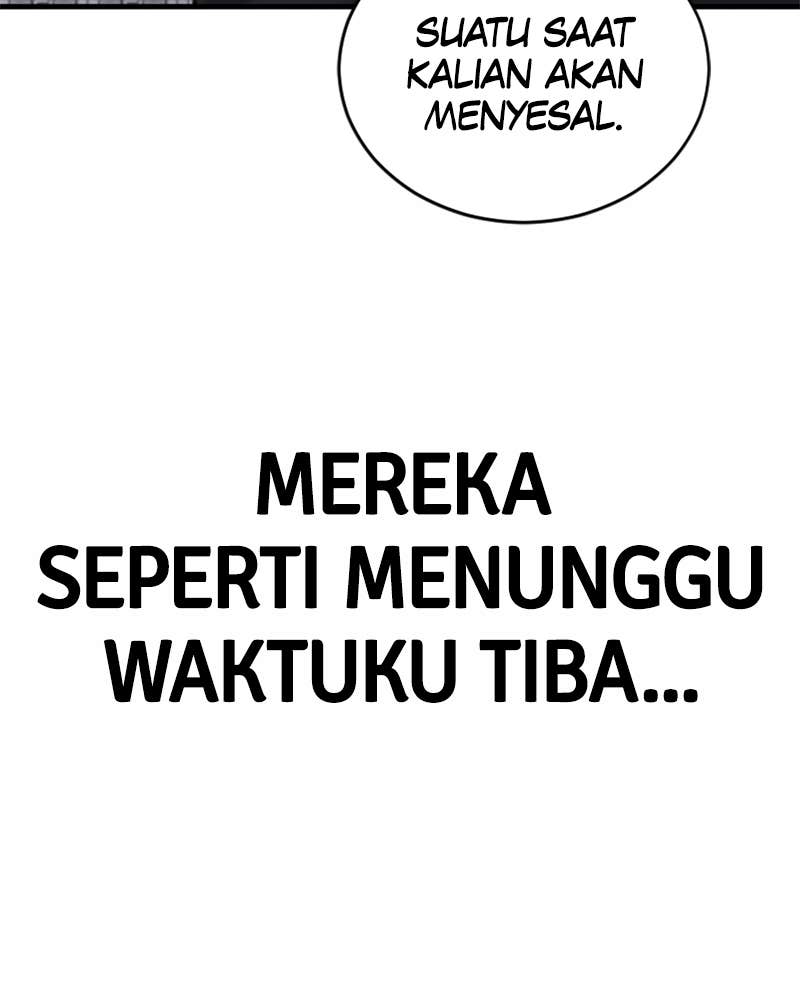 SUATU SAAT
KALIAN AKAN
MENYESAL.
MEREKA
SEPERTI MENUNGGU
WAKTUKU TIBA...